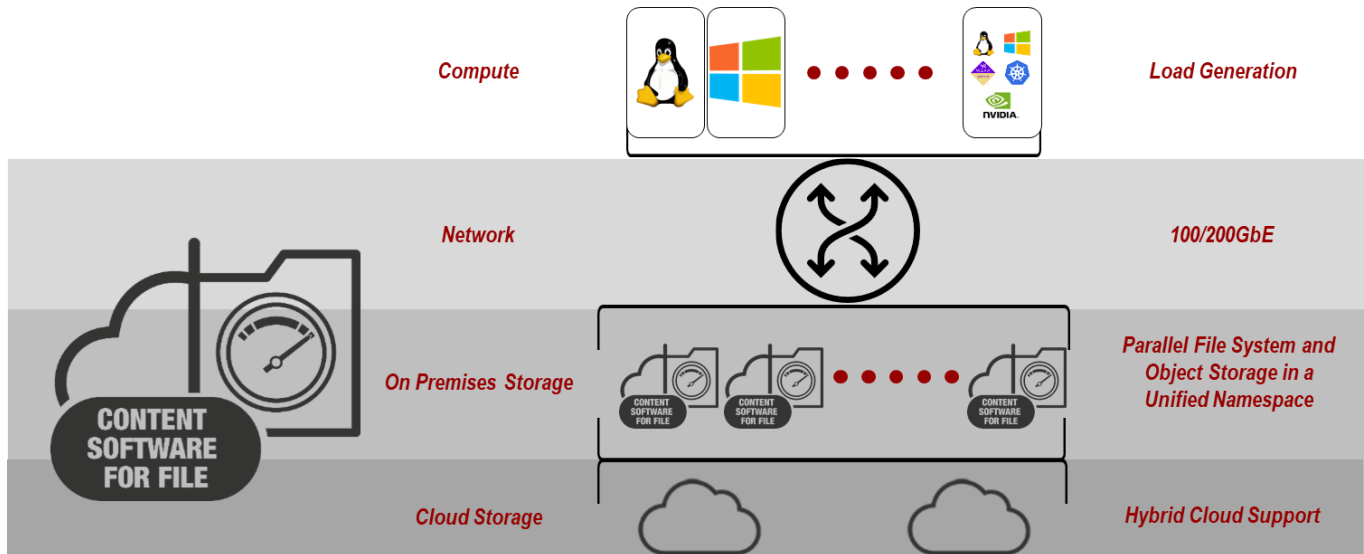 Compute
NVIDIA.
Load Generation
Network
100/200GbE
CONTENT
SOFTWARE
FOR FILE
On Premises Storage
CONTENT
SOFTWARE
FOR FILE
CONTENT
SOFTWARE
FOR FILE
CONTENT
SOFTWARE
FOR FILE
Parallel File System and
Object Storage in a
Unified Namespace
Cloud Storage
Hybrid Cloud Support